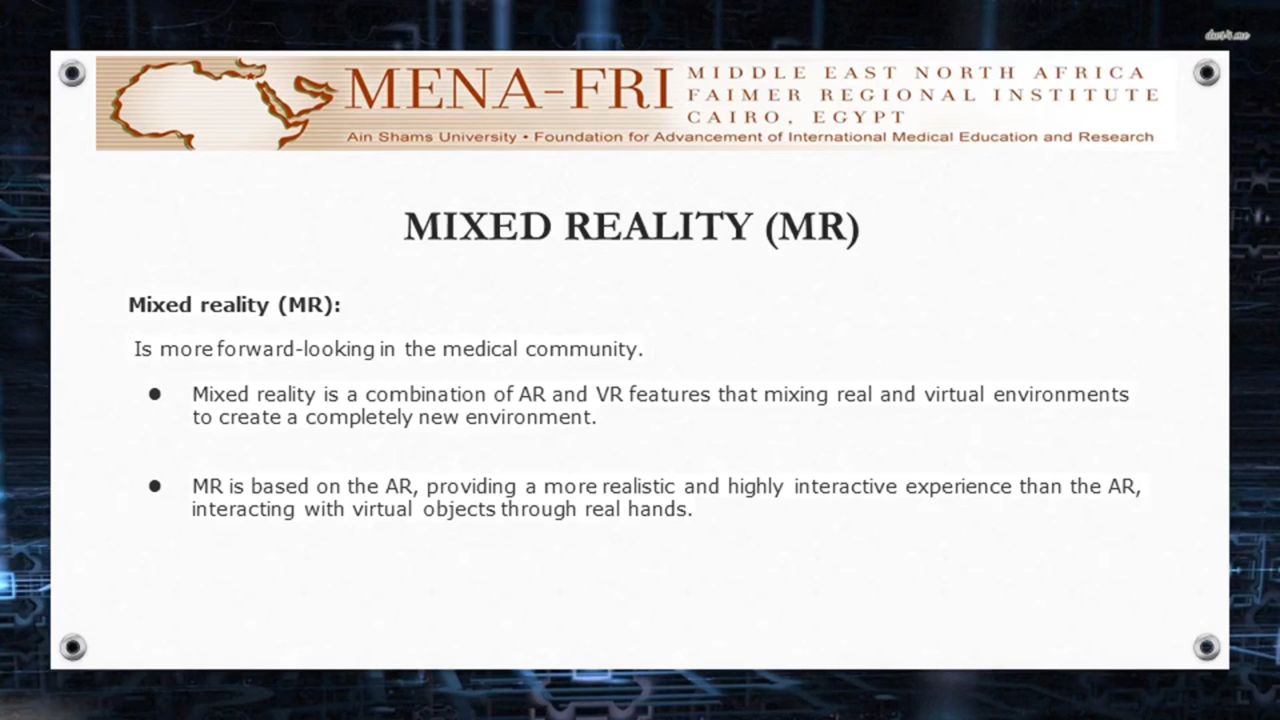 MENA-FRI
MIDDLE EAST NORTH AFRICA
FAIMER REGIONAL INSTITUTE
CAIRO, EGYPT
Ain Shams University • Foundation for Advancement of International Medical Education and Research
MIXED REALITY (MR)
Mixed reality (MR):
Is more forward-looking in the medical community.
● Mixed reality is a combination of AR and VR features that mixing real and virtual environments
to create a completely new environment.
● MR is based on the AR, providing a more realistic and highly interactive experience than the AR,
interacting with virtual objects through real hands.